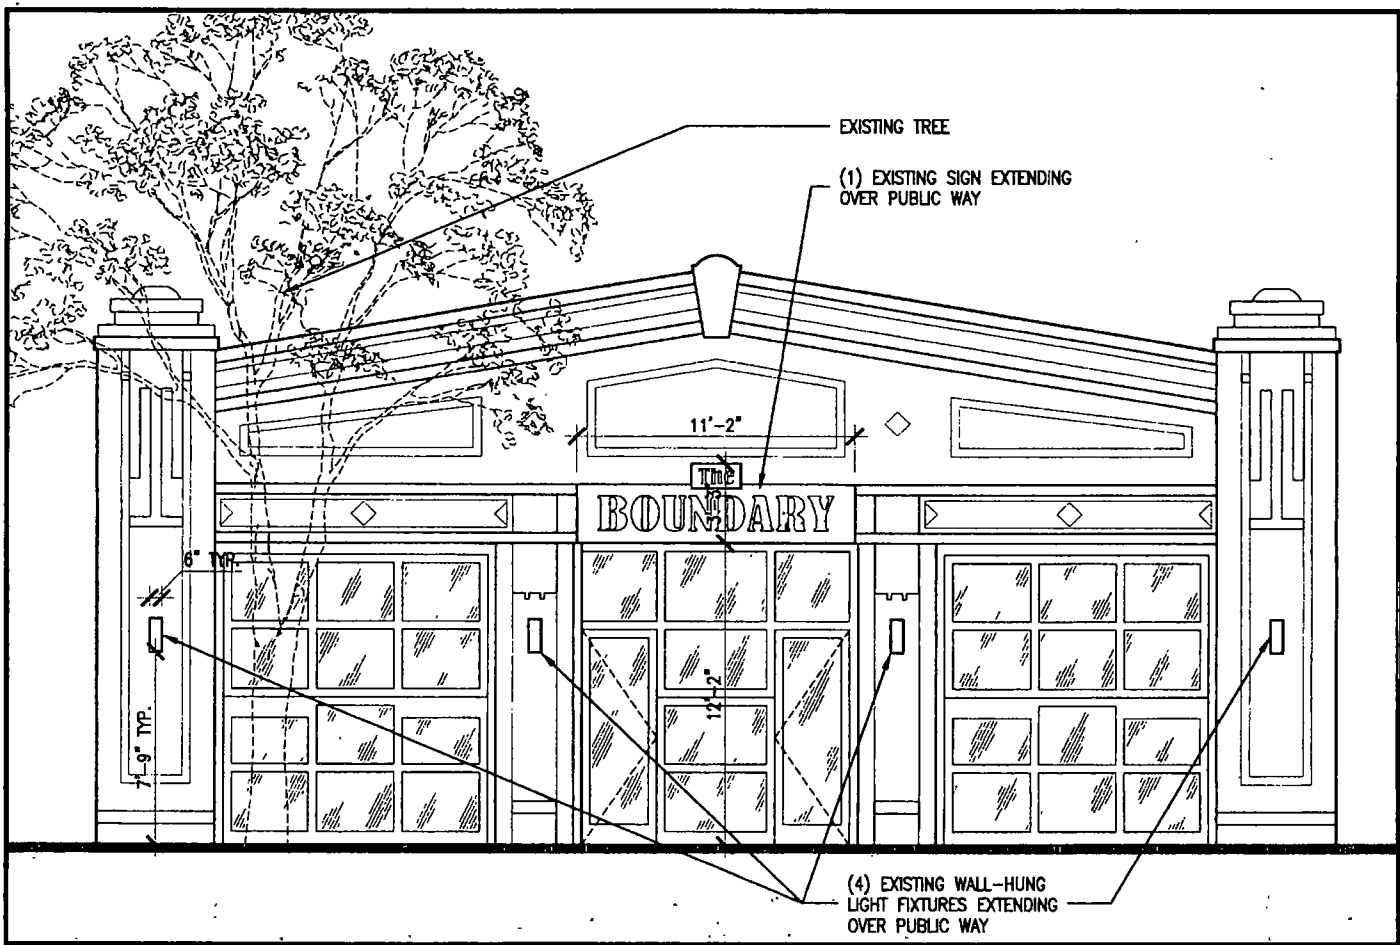 EXISTING TREE
(1) EXISTING SIGN EXTENDING
OVER PUBLIC WAY
11'-2"
The
BOUNDARY
6" TYP.
12'-2"
7'-9" TYP.
(4) EXISTING WALL-HUNG
LIGHT FIXTURES EXTENDING
OVER PUBLIC WAY